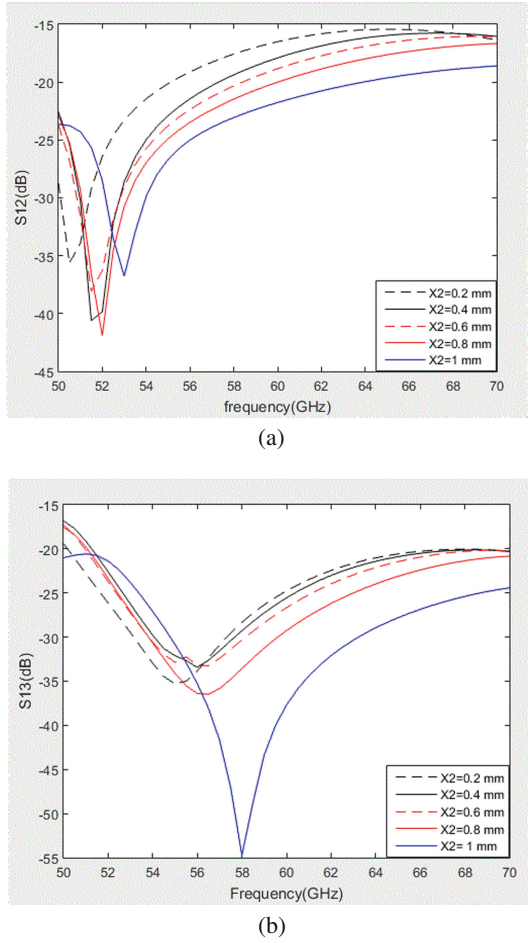 -15
-20
-25
-30
-35
-40
-45
S12(dB)
50 52 54 56 58 60 62 64 66 68 70
frequency(GHz)
X2=0.2 mm
X2=0.4 mm
X2=0.6 mm
X2=0.8 mm
X2=1 mm
(a)
-15
-20
-25
-30
-35
-40
-45
-50
-55
S13(dB)
50 52 54 56 58 60 62 64 66 68 70
Frequency(GHz)
X2=0.2 mm
X2=0.4 mm
X2=0.6 mm
X2=0.8 mm
X2= 1 mm
(b)